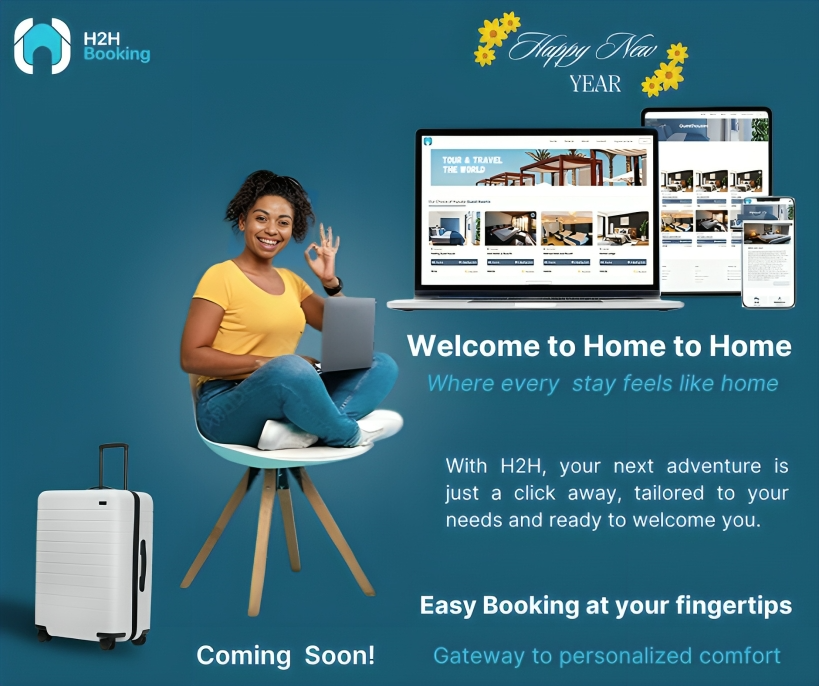 H2H
Booking
Happy New
YEAR
TOUR & TRAVEL
THE WORLD
Guesthouses
Welcome to Home to Home
Where every stay feels like home
With H2H, your next adventure is
just a click away, tailored to your
needs and ready to welcome you.
Easy Booking at your fingertips
Coming Soon!
Gateway to personalized comfort